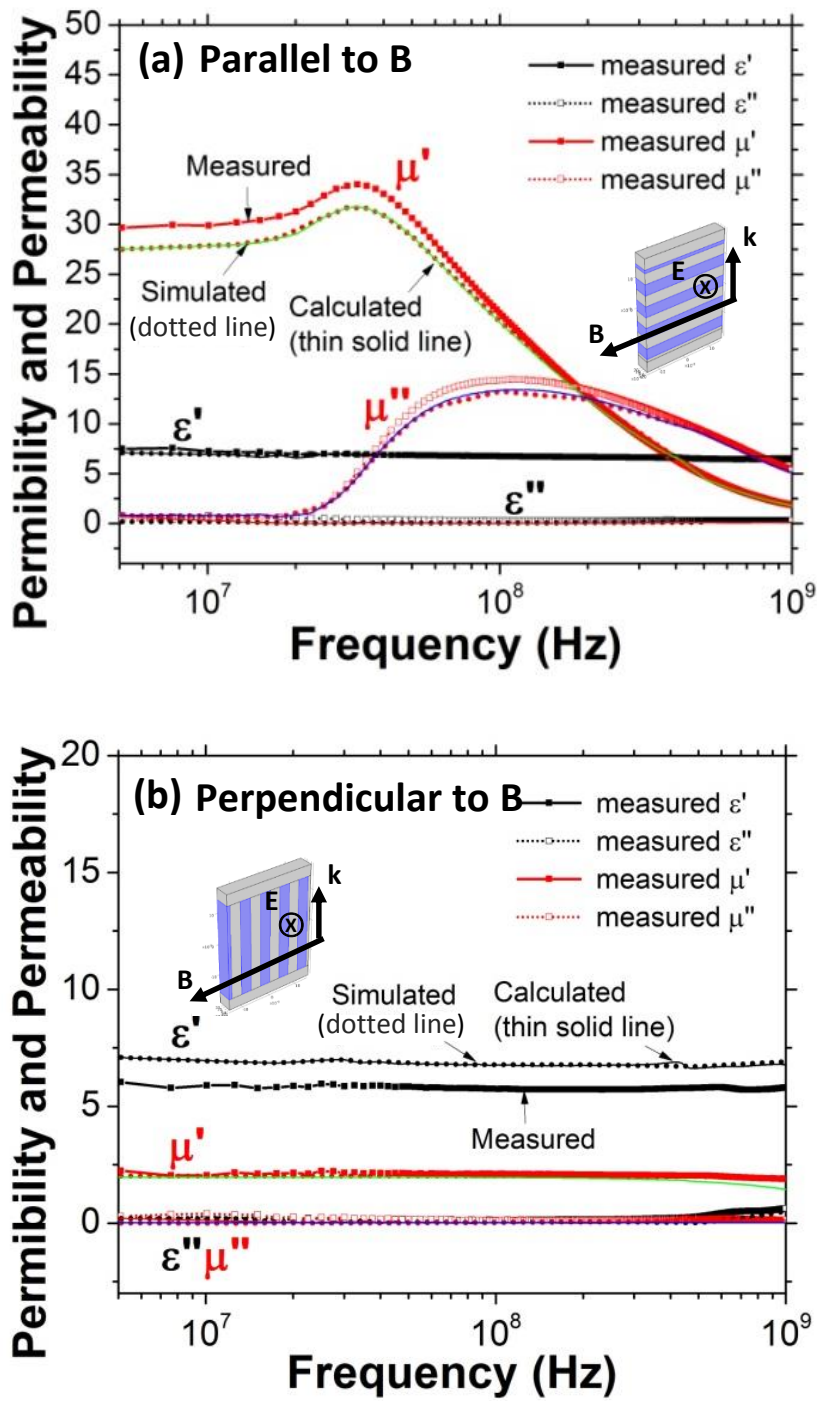 (a) Parallel to B
measured ε'
measured ε"
measured μ'
measured μ"
Permibility and Permeability
50
45
40
35
30
25
20
15
10
5
0
Measured
μ'
Simulated
(dotted line)
Calculated
(thin solid line)
k
E
X
B
μ"
ε'
ε"
10⁷
10⁸
10⁹
Frequency (Hz)
(b) Perpendicular to B
measured ε'
measured ε"
measured μ'
measured μ"
Permibility and Permeability
20
15
10
5
0
k
E
X
B
Simulated
(dotted line)
Calculated
(thin solid line)
ε'
Measured
μ'
ε"μ"
10⁷
10⁸
10⁹
Frequency (Hz)